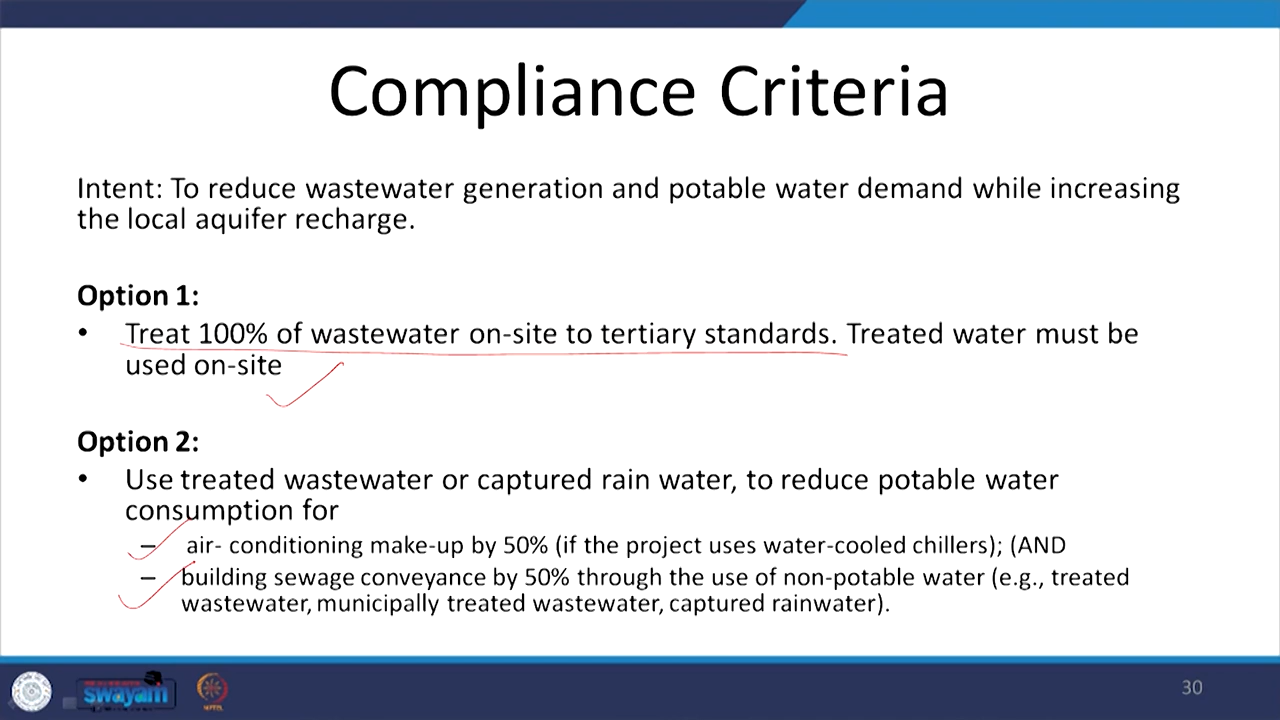 Compliance Criteria
Intent: To reduce wastewater generation and potable water demand while increasing
the local aquifer recharge.
Option 1:
• Treat 100% of wastewater on-site to tertiary standards. Treated water must be
used on-site
Option 2:
• Use treated wastewater or captured rain water, to reduce potable water
consumption for
– air- conditioning make-up by 50% (if the project uses water-cooled chillers); (AND
– building sewage conveyance by 50% through the use of non-potable water (e.g., treated
wastewater, municipally treated wastewater, captured rainwater).
swayam
30